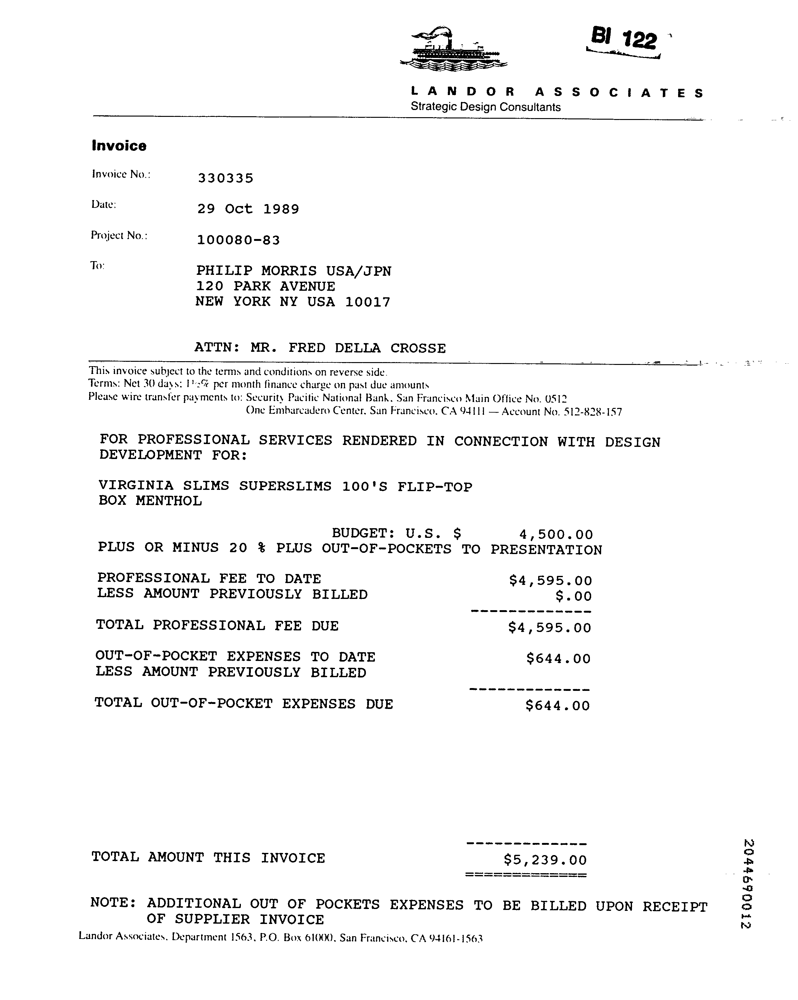 BI 122
LANDOR ASSOCIATES
Strategic Design Consultants
Invoice
Invoice No.: 330335
Date: 29 Oct 1989
Project No.: 100080-83
To: PHILIP MORRIS USA/JPN
120 PARK AVENUE
NEW YORK NY USA 10017
ATTN: MR. FRED DELLA CROSSE
This invoice subject to the terms and conditions on reverse side.
Terms: Net 30 days: 1½% per month finance charge on past due amounts
Please wire transfer payments to: Security Pacific National Bank, San Francisco Main Office No. 0512
One Embarcadero Center, San Francisco, CA 94111 — Account No. 512-828-157
FOR PROFESSIONAL SERVICES RENDERED IN CONNECTION WITH DESIGN
DEVELOPMENT FOR:
VIRGINIA SLIMS SUPERSLIMS 100'S FLIP-TOP
BOX MENTHOL
BUDGET: U.S. $ 4,500.00
PLUS OR MINUS 20 % PLUS OUT-OF-POCKETS TO PRESENTATION
PROFESSIONAL FEE TO DATE $4,595.00
LESS AMOUNT PREVIOUSLY BILLED $.00
TOTAL PROFESSIONAL FEE DUE $4,595.00
OUT-OF-POCKET EXPENSES TO DATE $644.00
LESS AMOUNT PREVIOUSLY BILLED
TOTAL OUT-OF-POCKET EXPENSES DUE $644.00
TOTAL AMOUNT THIS INVOICE $5,239.00
NOTE: ADDITIONAL OUT OF POCKETS EXPENSES TO BE BILLED UPON RECEIPT
OF SUPPLIER INVOICE
Landor Associates, Department 1563, P.O. Box 61000, San Francisco, CA 94161-1563
2044690012